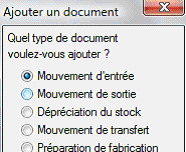 Ajouter un document
Quel type de document
voulez-vous ajouter ?
Mouvement d'entrée
Mouvement de sortie
Dépréciation du stock
Mouvement de transfert
Préparation de fabrication